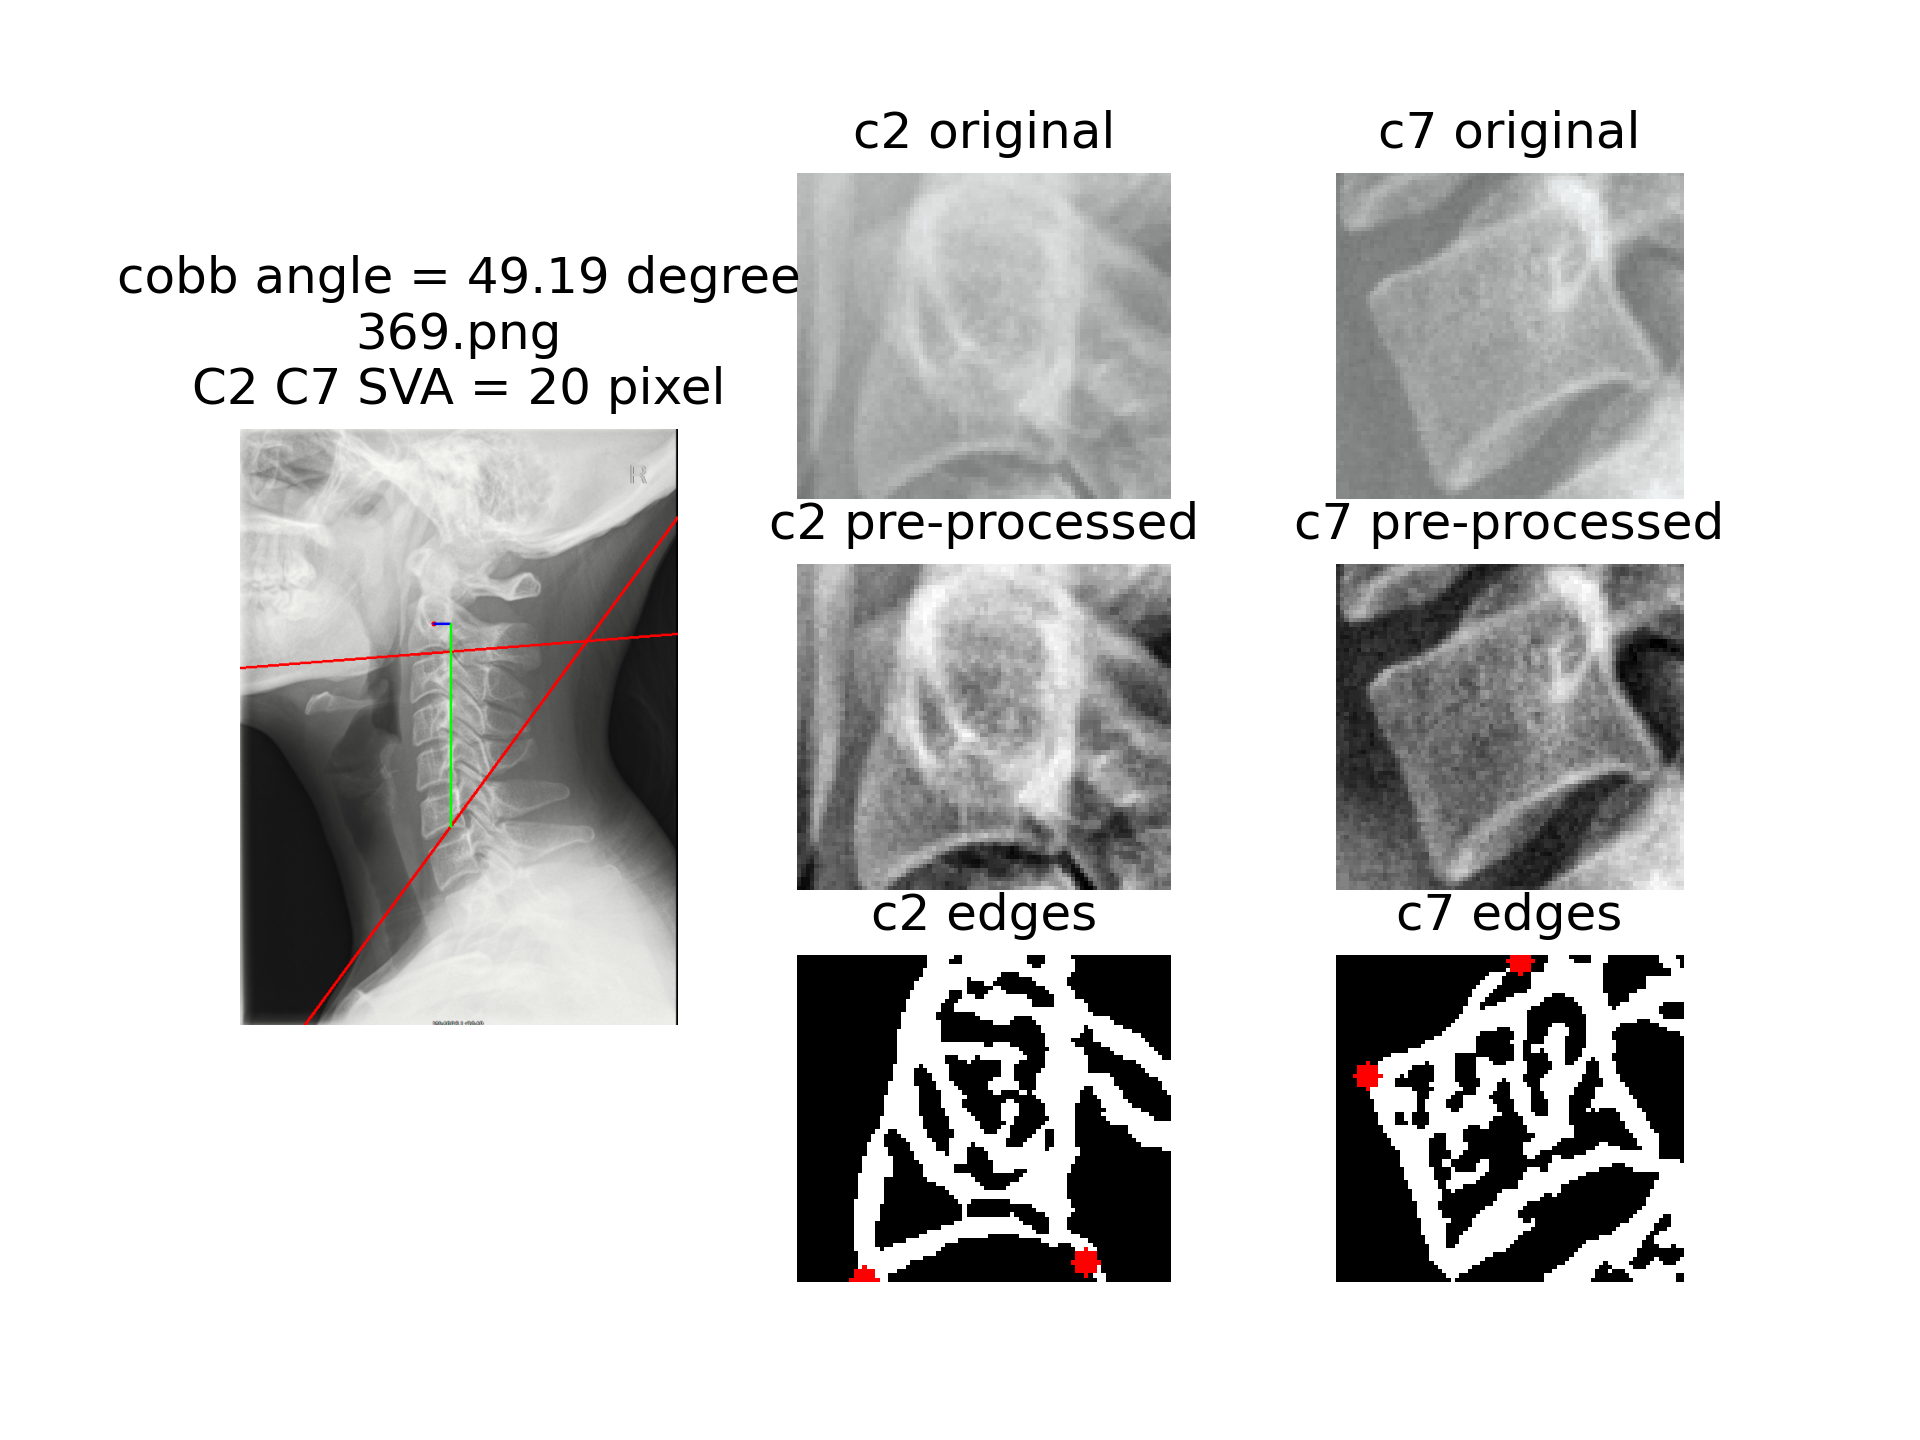 cobb angle = 49.19 degree
369.png
C2 C7 SVA = 20 pixel
R
c2 original
c7 original
c2 pre-processed
c7 pre-processed
c2 edges
c7 edges